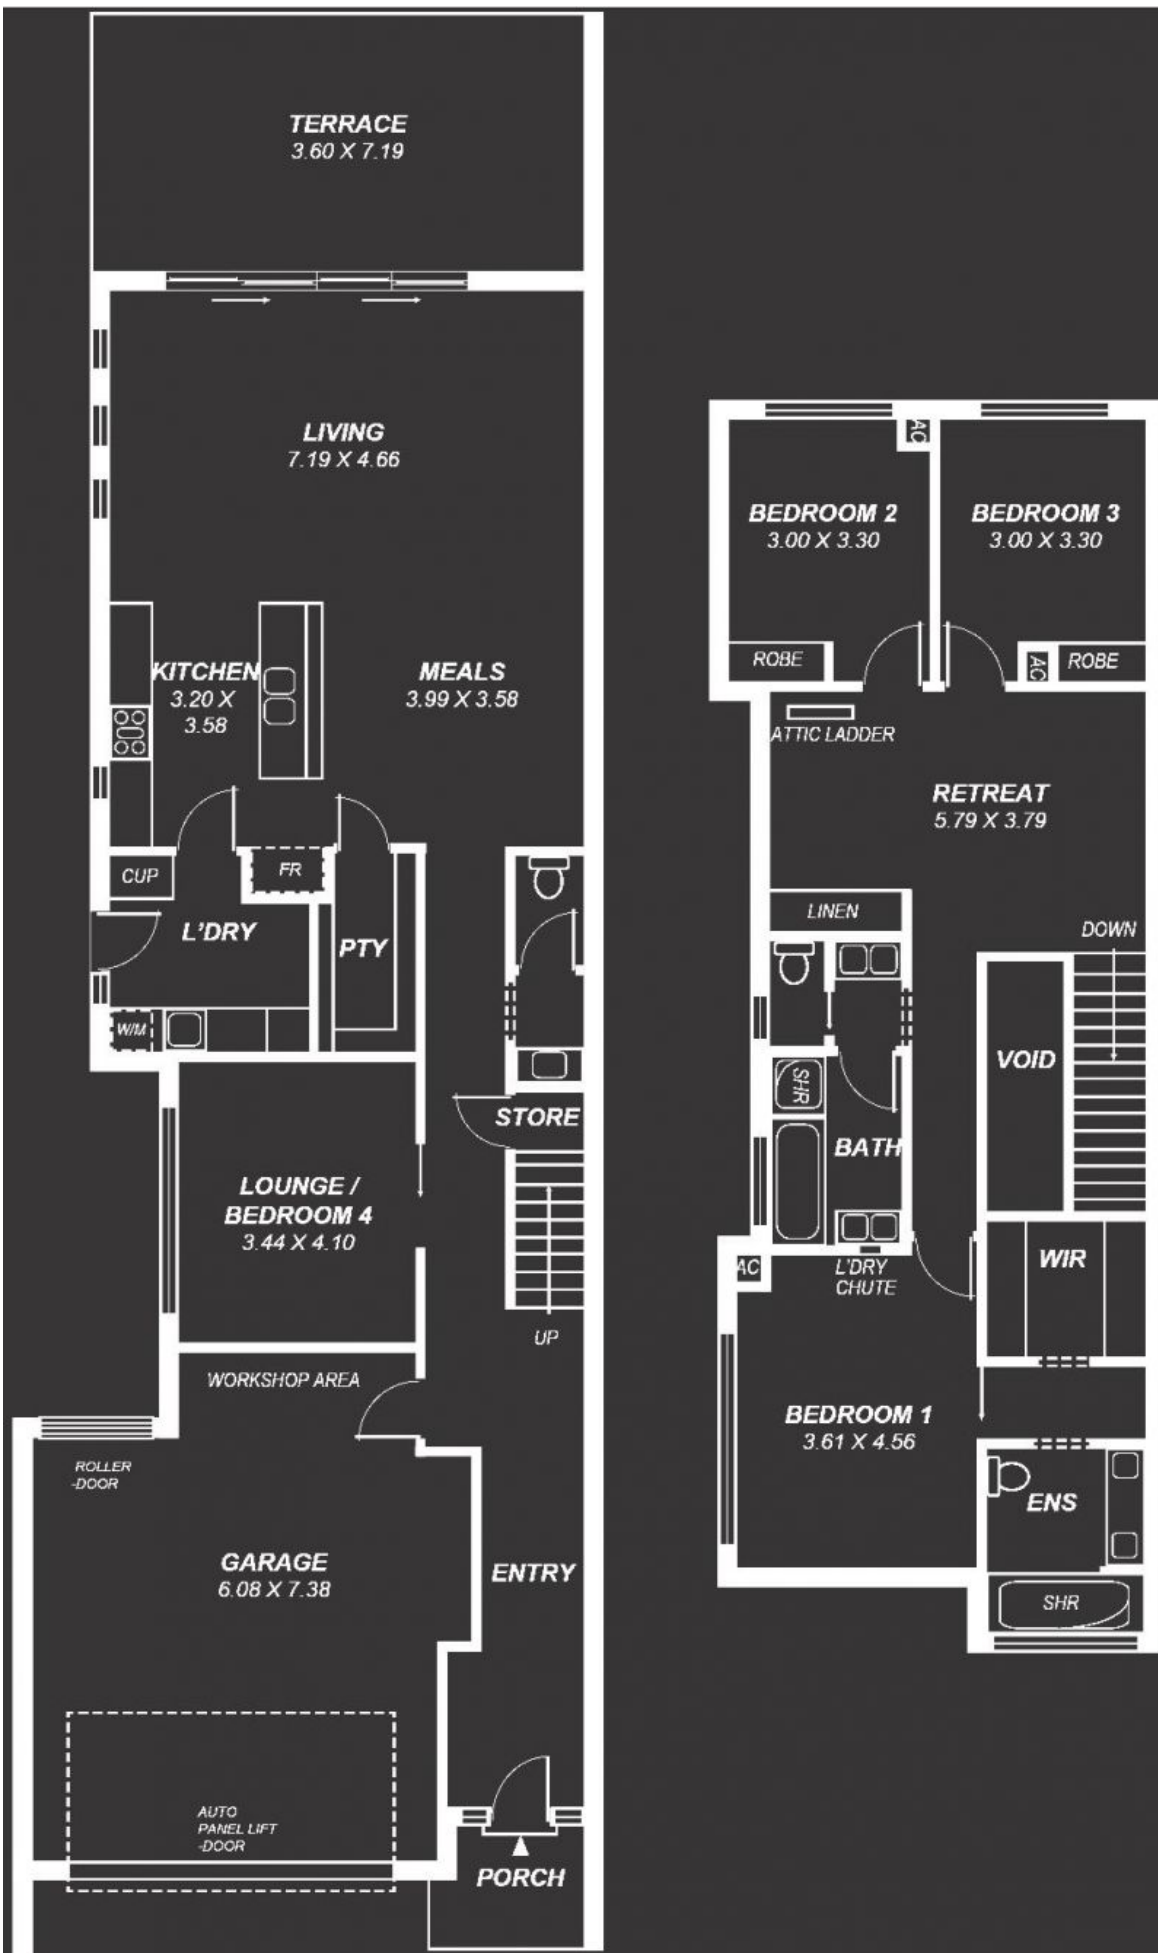 TERRACE
3.60 X 7.19
LIVING
7.19 X 4.66
KITCHEN
3.20 X
3.58
MEALS
3.99 X 3.58
CUP
FR
L'DRY
PTY
W/M
STORE
LOUNGE /
BEDROOM 4
3.44 X 4.10
UP
WORKSHOP AREA
ROLLER
-DOOR
GARAGE
6.08 X 7.38
ENTRY
AUTO
PANEL LIFT
-DOOR
PORCH
AC
BEDROOM 2
3.00 X 3.30
BEDROOM 3
3.00 X 3.30
ROBE
AC
ROBE
ATTIC LADDER
RETREAT
5.79 X 3.79
LINEN
DOWN
VOID
SHR
BATH
AC
L'DRY
CHUTE
WIR
BEDROOM 1
3.61 X 4.56
ENS
SHR